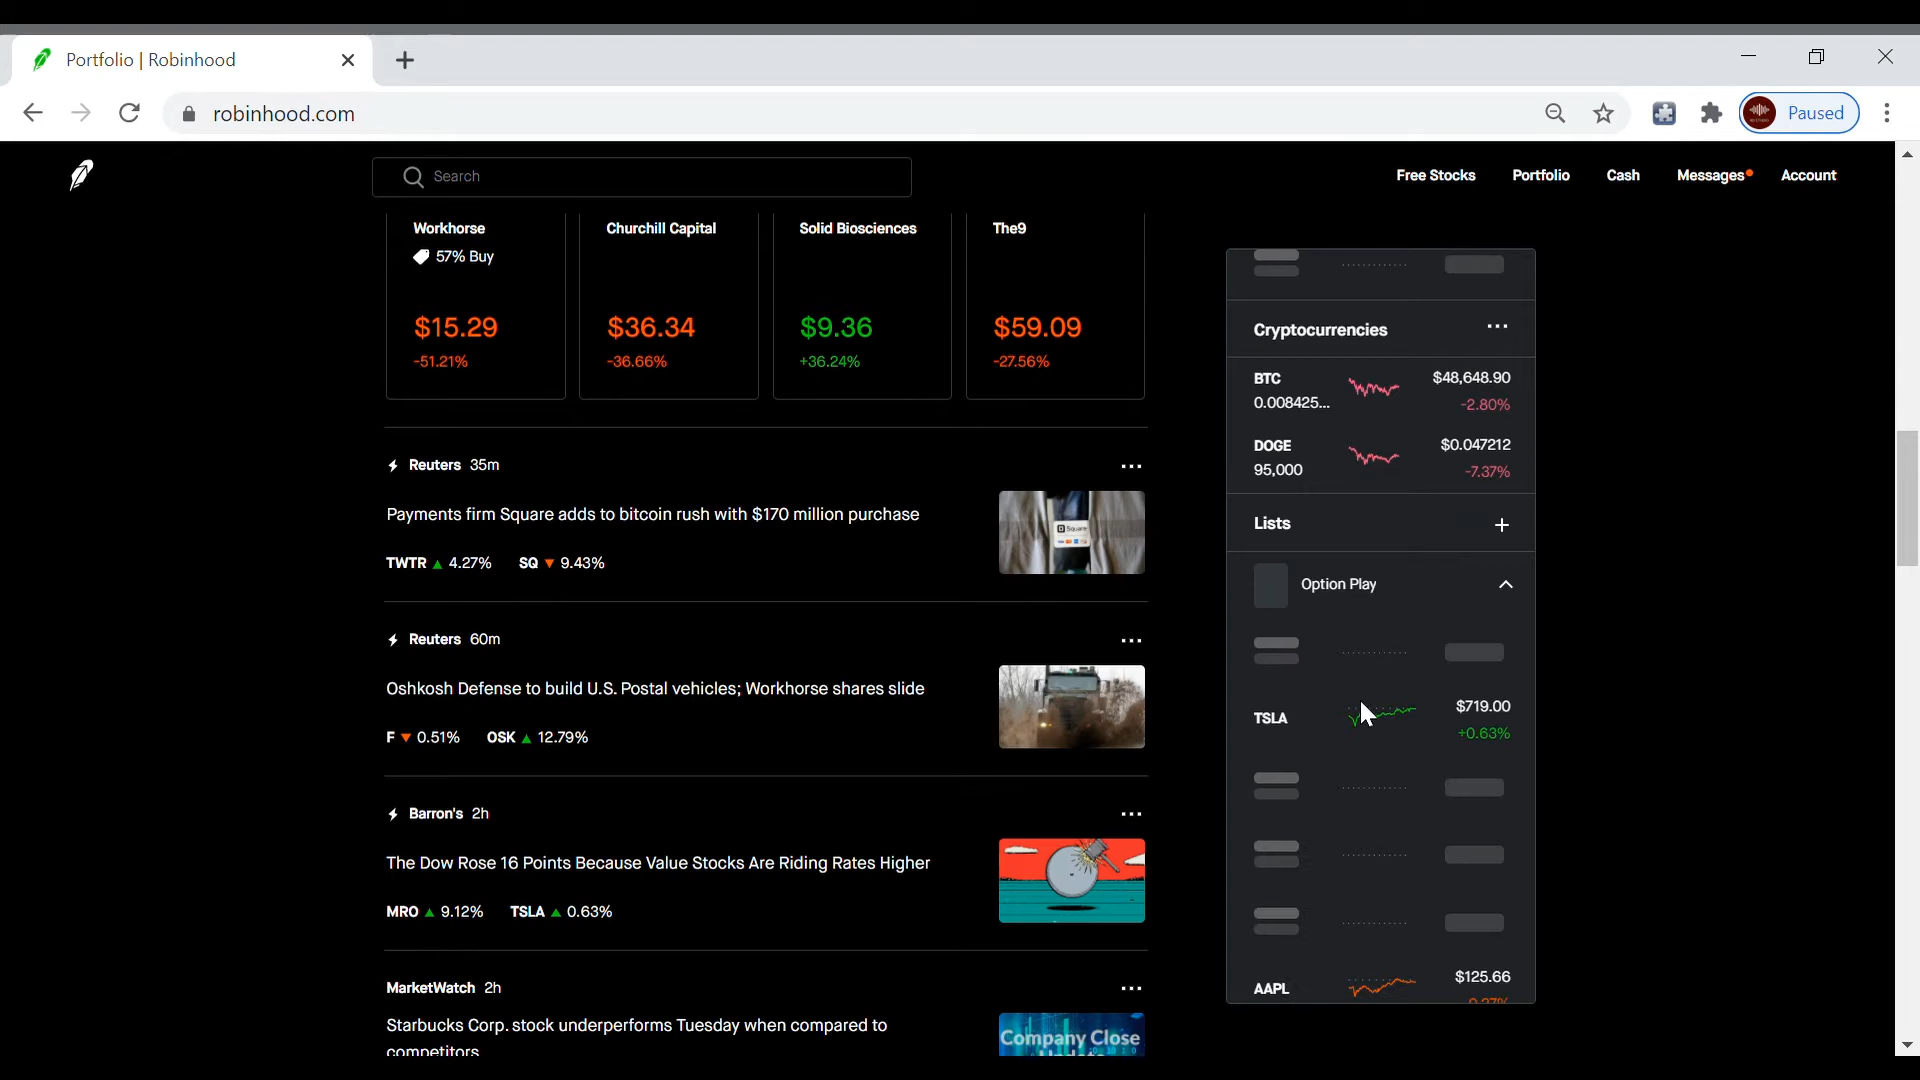 Portfolio | Robinhood
robinhood.com
Paused
Search
Free Stocks Portfolio Cash Messages Account
Workhorse
57% Buy
$15.29
-51.21%
Churchill Capital
$36.34
-36.66%
Solid Biosciences
$9.36
+36.24%
The9
$59.09
-27.56%
Reuters 35m
Payments firm Square adds to bitcoin rush with $170 million purchase
TWTR ▲ 4.27% SQ ▼ 9.43%
Square
Reuters 60m
Oshkosh Defense to build U.S. Postal vehicles; Workhorse shares slide
F ▼ 0.51% OSK ▲ 12.79%
Barron's 2h
The Dow Rose 16 Points Because Value Stocks Are Riding Rates Higher
MRO ▲ 9.12% TSLA ▲ 0.63%
MarketWatch 2h
Starbucks Corp. stock underperforms Tuesday when compared to
competitors
Company Close
Cryptocurrencies
BTC $48,648.90
0.008425... -2.80%
DOGE $0.047212
95,000 -7.37%
Lists
Option Play
TSLA $719.00
+0.63%
AAPL $125.66